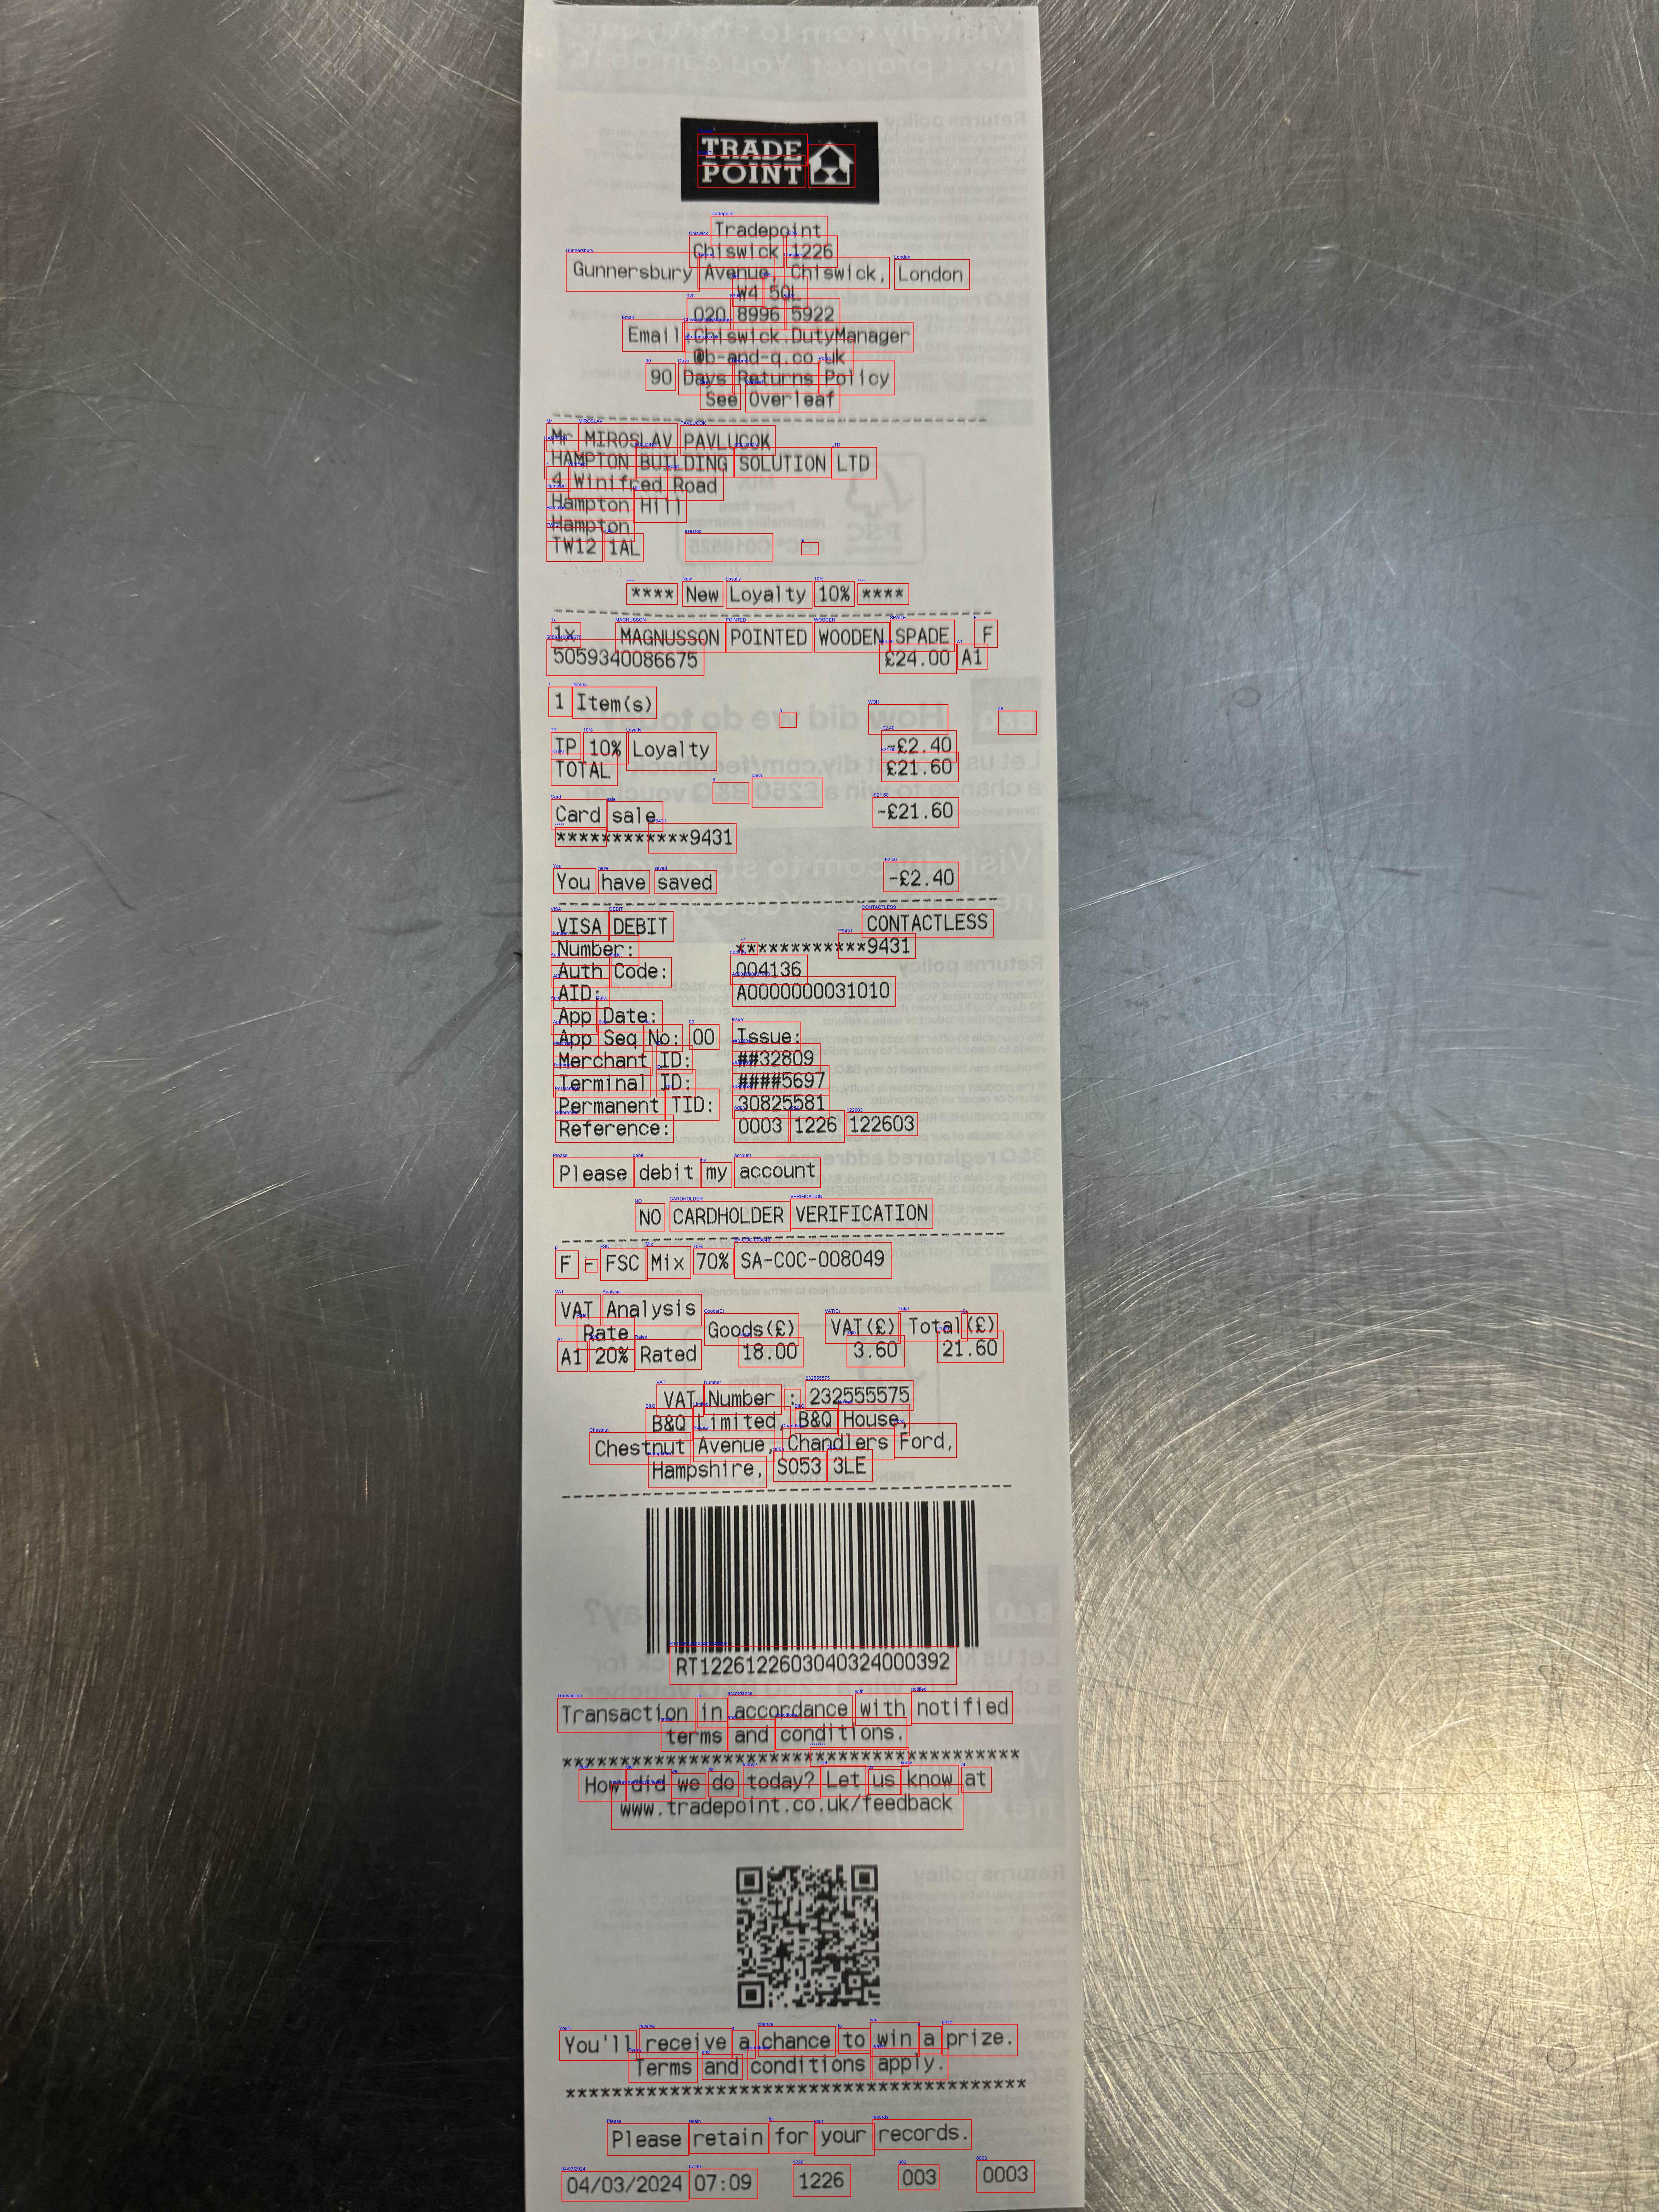 TRADE
POINT
Tradepoint
Chiswick 1226
Gunnersbury Avenue, Chiswick, London
W4 5QL
020 8996 5922
Email:Chiswick.DutyManager
@b-and-q.co.uk
90 Days Returns Policy
See Overleaf
Mr MIROSLAV PAVLUCOK
HAMPTON BUILDING SOLUTION LTD
4 Winifred Road
Hampton Hill
Hampton
TW12 1AL
**** New Loyalty 10% ****
1x MAGNUSSON POINTED WOODEN SPADE F
5059340086675 £24.00 A1
1 Item(s)
TP 10% Loyalty -£2.40
TOTAL £21.60
Card sale -£21.60
************9431
You have saved -£2.40
VISA DEBIT CONTACTLESS
Number: ************9431
Auth Code: 004136
AID: A0000000031010
App Date:
App Seq No: 00 Issue:
Merchant ID: ##32809
Terminal ID: ####5697
Permanent TID: 30825581
Reference: 0003 1226 122603
Please debit my account
NO CARDHOLDER VERIFICATION
F - FSC Mix 70% SA-COC-008049
VAT Analysis
Rate Goods(£) VAT(£) Total(£)
A1 20% Rated 18.00 3.60 21.60
VAT Number : 232555575
B&Q Limited, B&Q House,
Chestnut Avenue, Chandlers Ford,
Hampshire, SO53 3LE
RT1226122603040324000392
Transaction in accordance with notified
terms and conditions.
***************************************
How did we do today? Let us know at
www.tradepoint.co.uk/feedback
You'll receive a chance to win a prize.
Terms and conditions apply.
***************************************
Please retain for your records.
04/03/2024 07:09 1226 003 0003